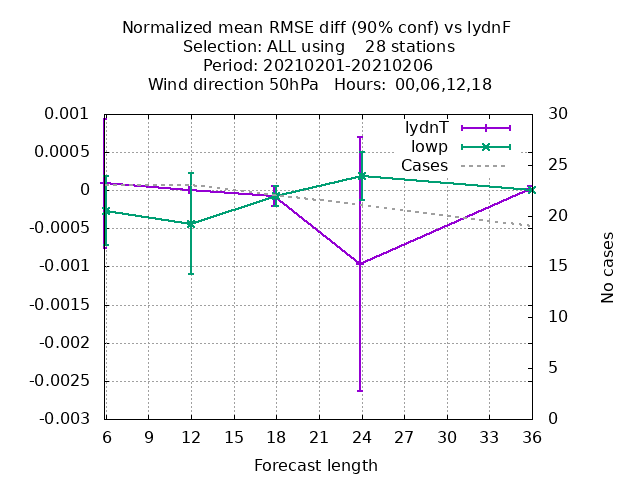 Normalized mean RMSE diff (90% conf) vs lydnF
Selection: ALL using    28 stations
Period: 20210201-20210206
Wind direction 50hPa   Hours: 00,06,12,18
0.001
0.0005
0
-0.0005
-0.001
-0.0015
-0.002
-0.0025
-0.003
lydnT
lowp
Cases
30
25
20
15
10
5
0
No cases
6 9 12 15 18 21 24 27 30 33 36
Forecast length